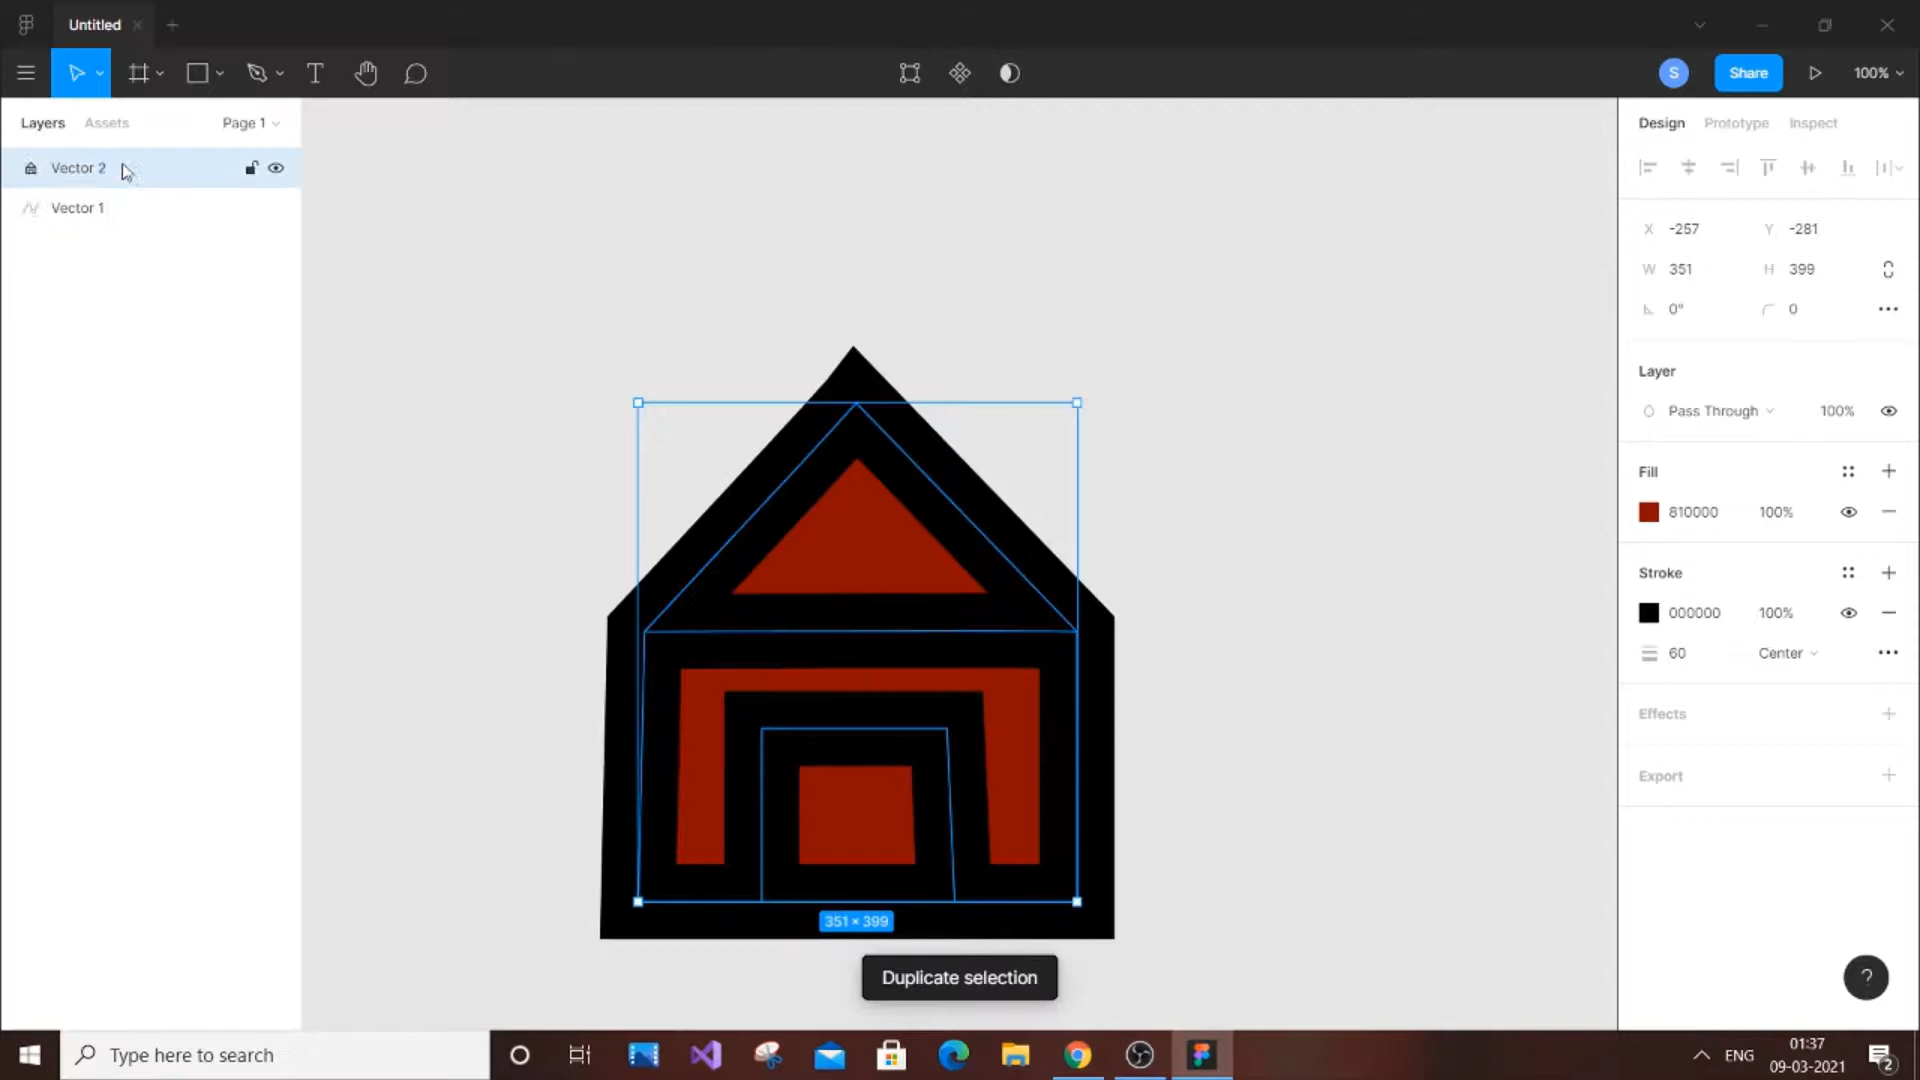 Untitled
S
Share
100%
Layers
Assets
Page 1
Design
Prototype
Inspect
Vector 2
Vector 1
X -257
Y -281
W 351
H 399
0°
0
Layer
Pass Through
100%
Fill
810000
100%
Stroke
000000
100%
60
Center
Effects
Export
351 × 399
Duplicate selection
?
Type here to search
ENG
01:37
09-03-2021
2